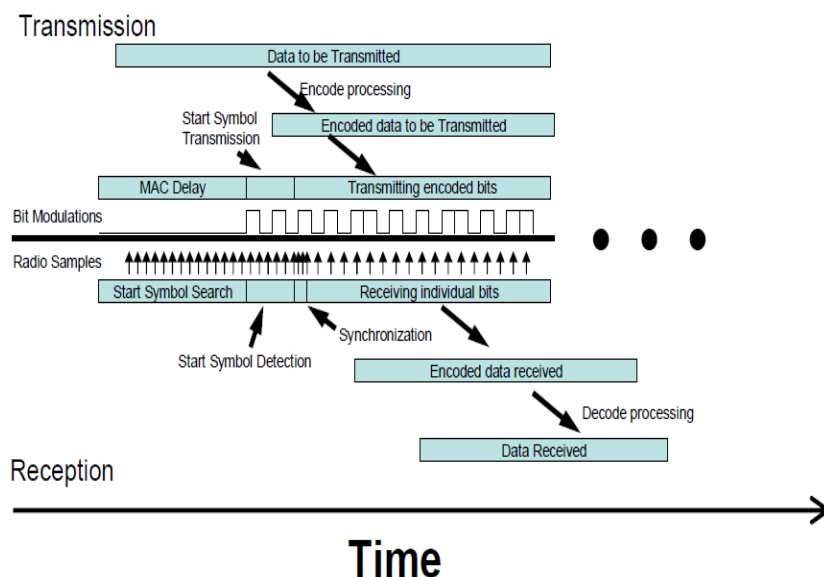 Transmission
Data to be Transmitted
Encode processing
Start Symbol
Transmission
Encoded data to be Transmitted
MAC Delay
Transmitting encoded bits
Bit Modulations
Radio Samples
Start Symbol Search
Receiving individual bits
Synchronization
Start Symbol Detection
Encoded data received
Decode processing
Data Received
Reception
Time